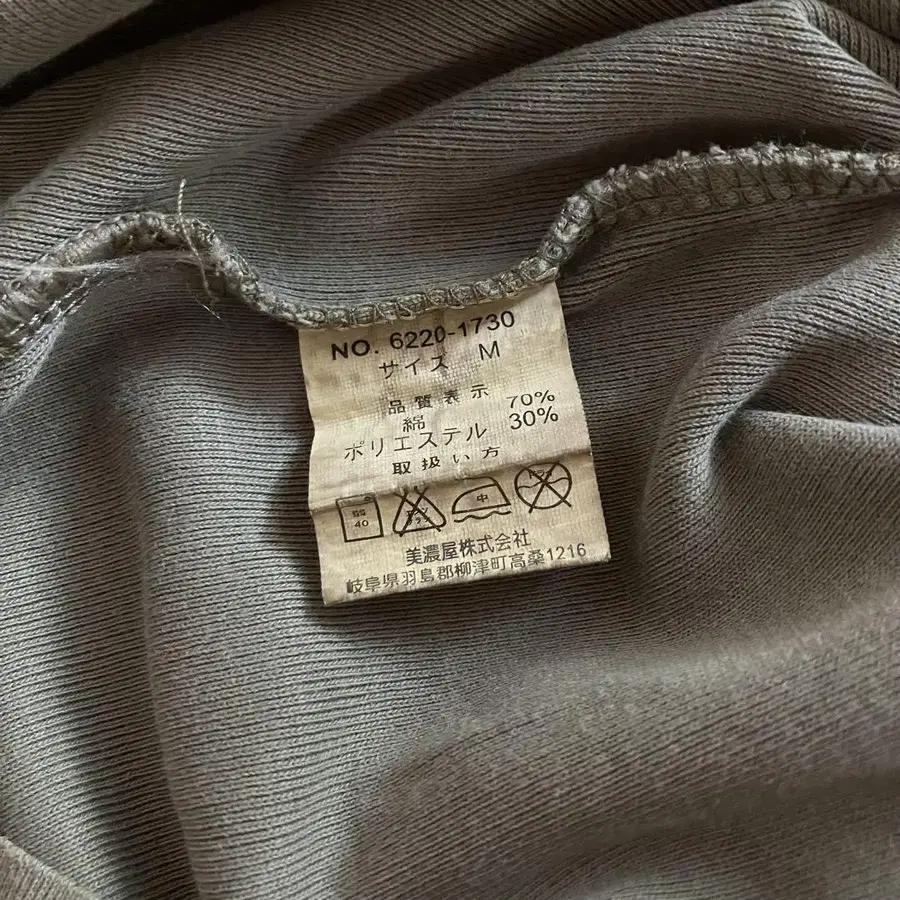 NO. 6220-1730
サイズ M
品質表示
綿 70%
ポリエステル 30%
取扱い方
40 中
美濃屋株式会社
岐阜県羽島郡柳津町高桑1216